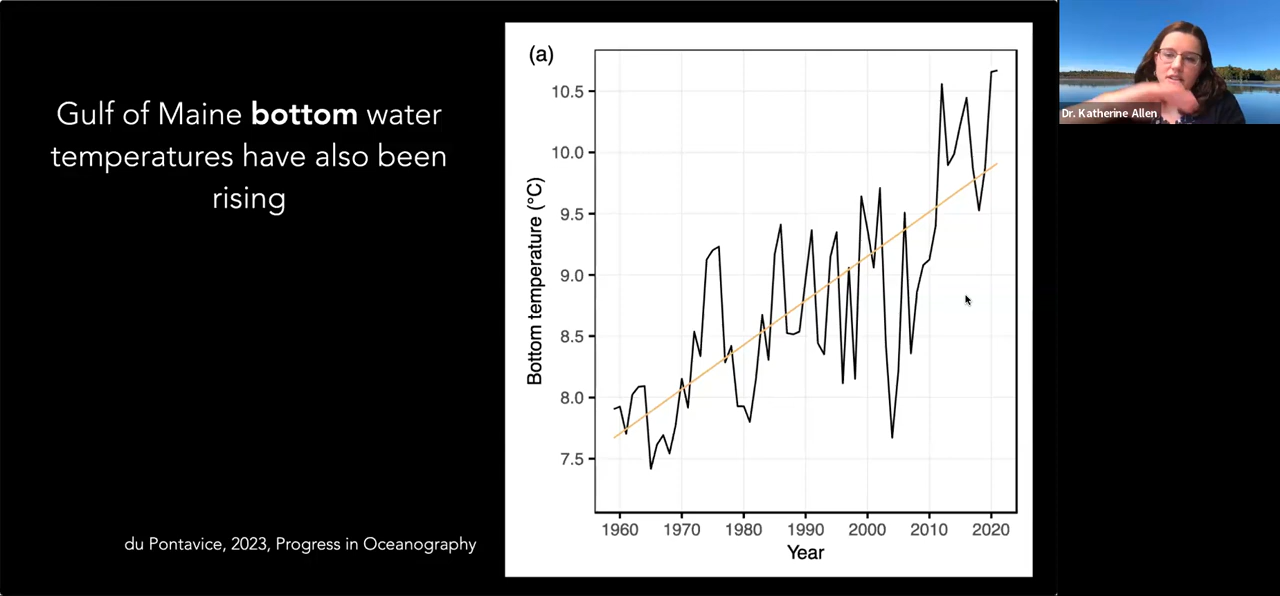 Gulf of Maine bottom water
temperatures have also been
rising
du Pontavice, 2023, Progress in Oceanography
(a)
Bottom temperature (°C)
10.5
10.0
9.5
9.0
8.5
8.0
7.5
1960 1970 1980 1990 2000 2010 2020
Year
Dr. Katherine Allen